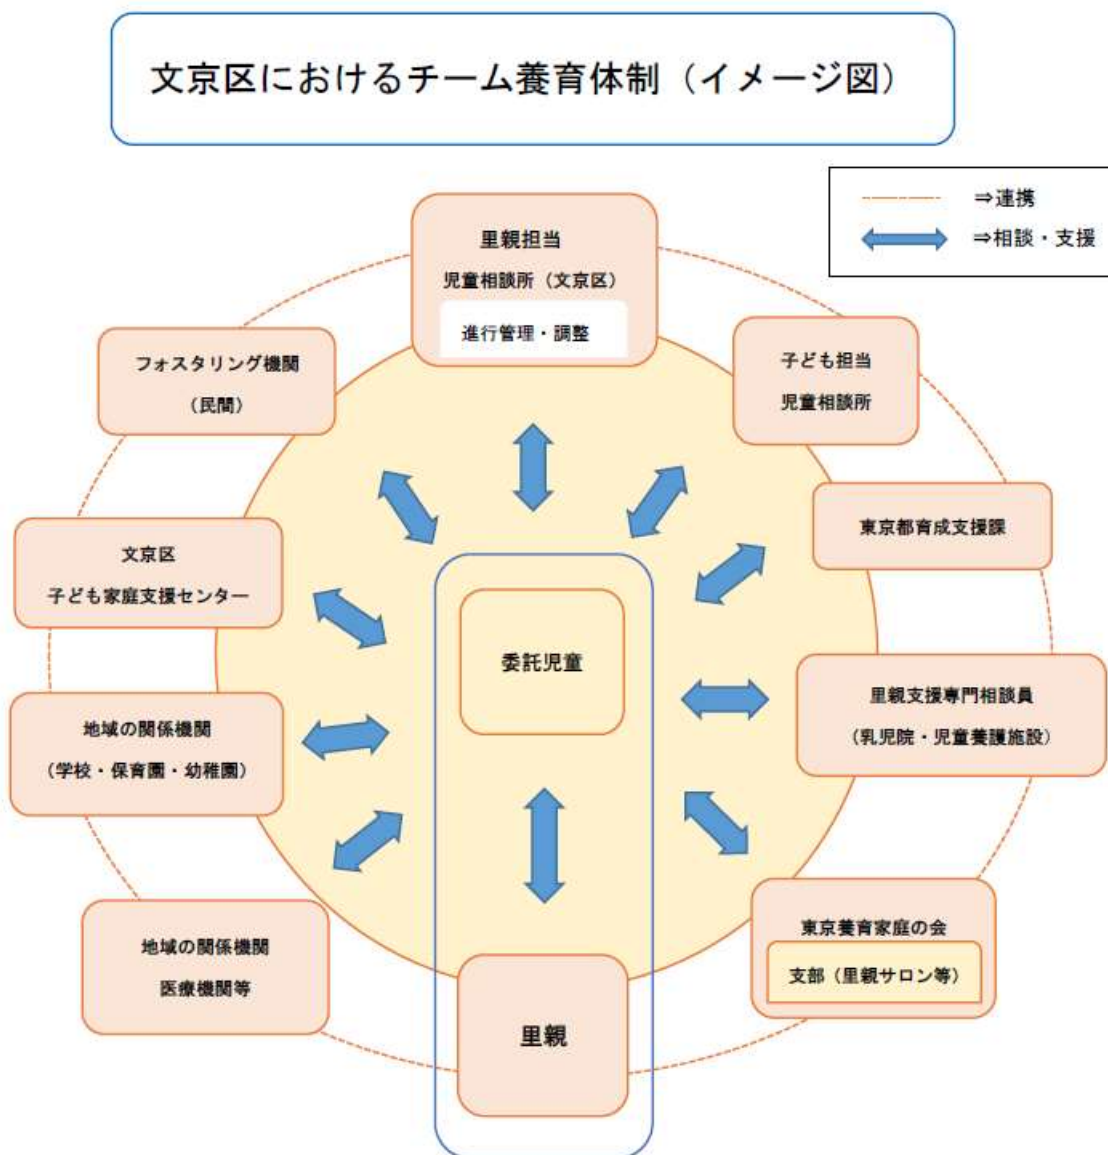 文京区におけるチーム養育体制（イメージ図）
⇒連携
⇒相談・支援
里親担当
児童相談所（文京区）
進行管理・調整
フォスタリング機関
（民間）
子ども担当
児童相談所
東京都育成支援課
文京区
子ども家庭支援センター
委託児童
里親支援専門相談員
（乳児院・児童養護施設）
地域の関係機関
（学校・保育園・幼稚園）
地域の関係機関
医療機関等
東京養育家庭の会
支部（里親サロン等）
里親